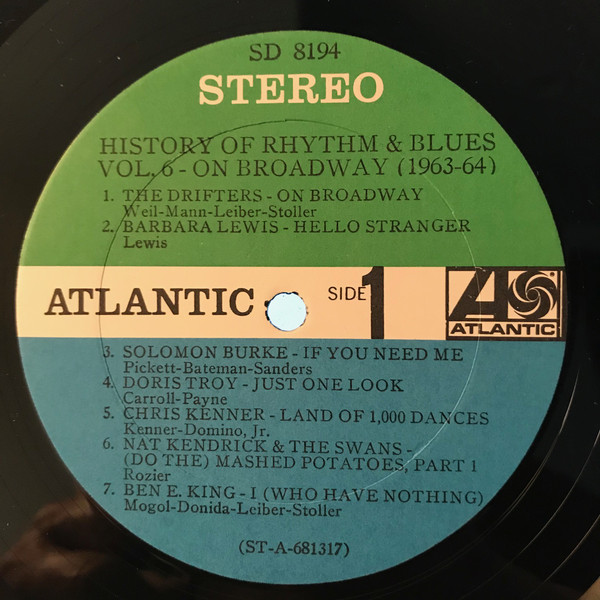 SD 8194
STEREO
HISTORY OF RHYTHM & BLUES
VOL. 6 - ON BROADWAY (1963-64)
1. THE DRIFTERS - ON BROADWAY
Weil-Mann-Leiber-Stoller
2. BARBARA LEWIS - HELLO STRANGER
Lewis
ATLANTIC
SIDE 1
ATLANTIC
3. SOLOMON BURKE - IF YOU NEED ME
Pickett-Bateman-Sanders
4. DORIS TROY - JUST ONE LOOK
Carroll-Payne
5. CHRIS KENNER - LAND OF 1,000 DANCES
Kenner-Domino, Jr.
6. NAT KENDRICK & THE SWANS -
(DO THE) MASHED POTATOES, PART 1
Rozier
7. BEN E. KING - I (WHO HAVE NOTHING)
Mogol-Donida-Leiber-Stoller
(ST-A-681317)